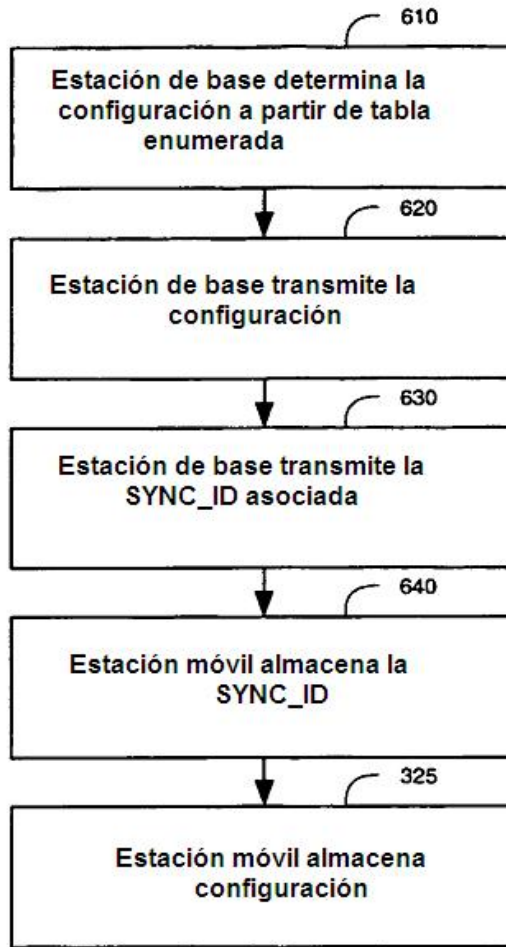 610
Estación de base determina la
configuración a partir de tabla
enumerada
620
Estación de base transmite la
configuración
630
Estación de base transmite la
SYNC_ID asociada
640
Estación móvil almacena la
SYNC_ID
325
Estación móvil almacena
configuración